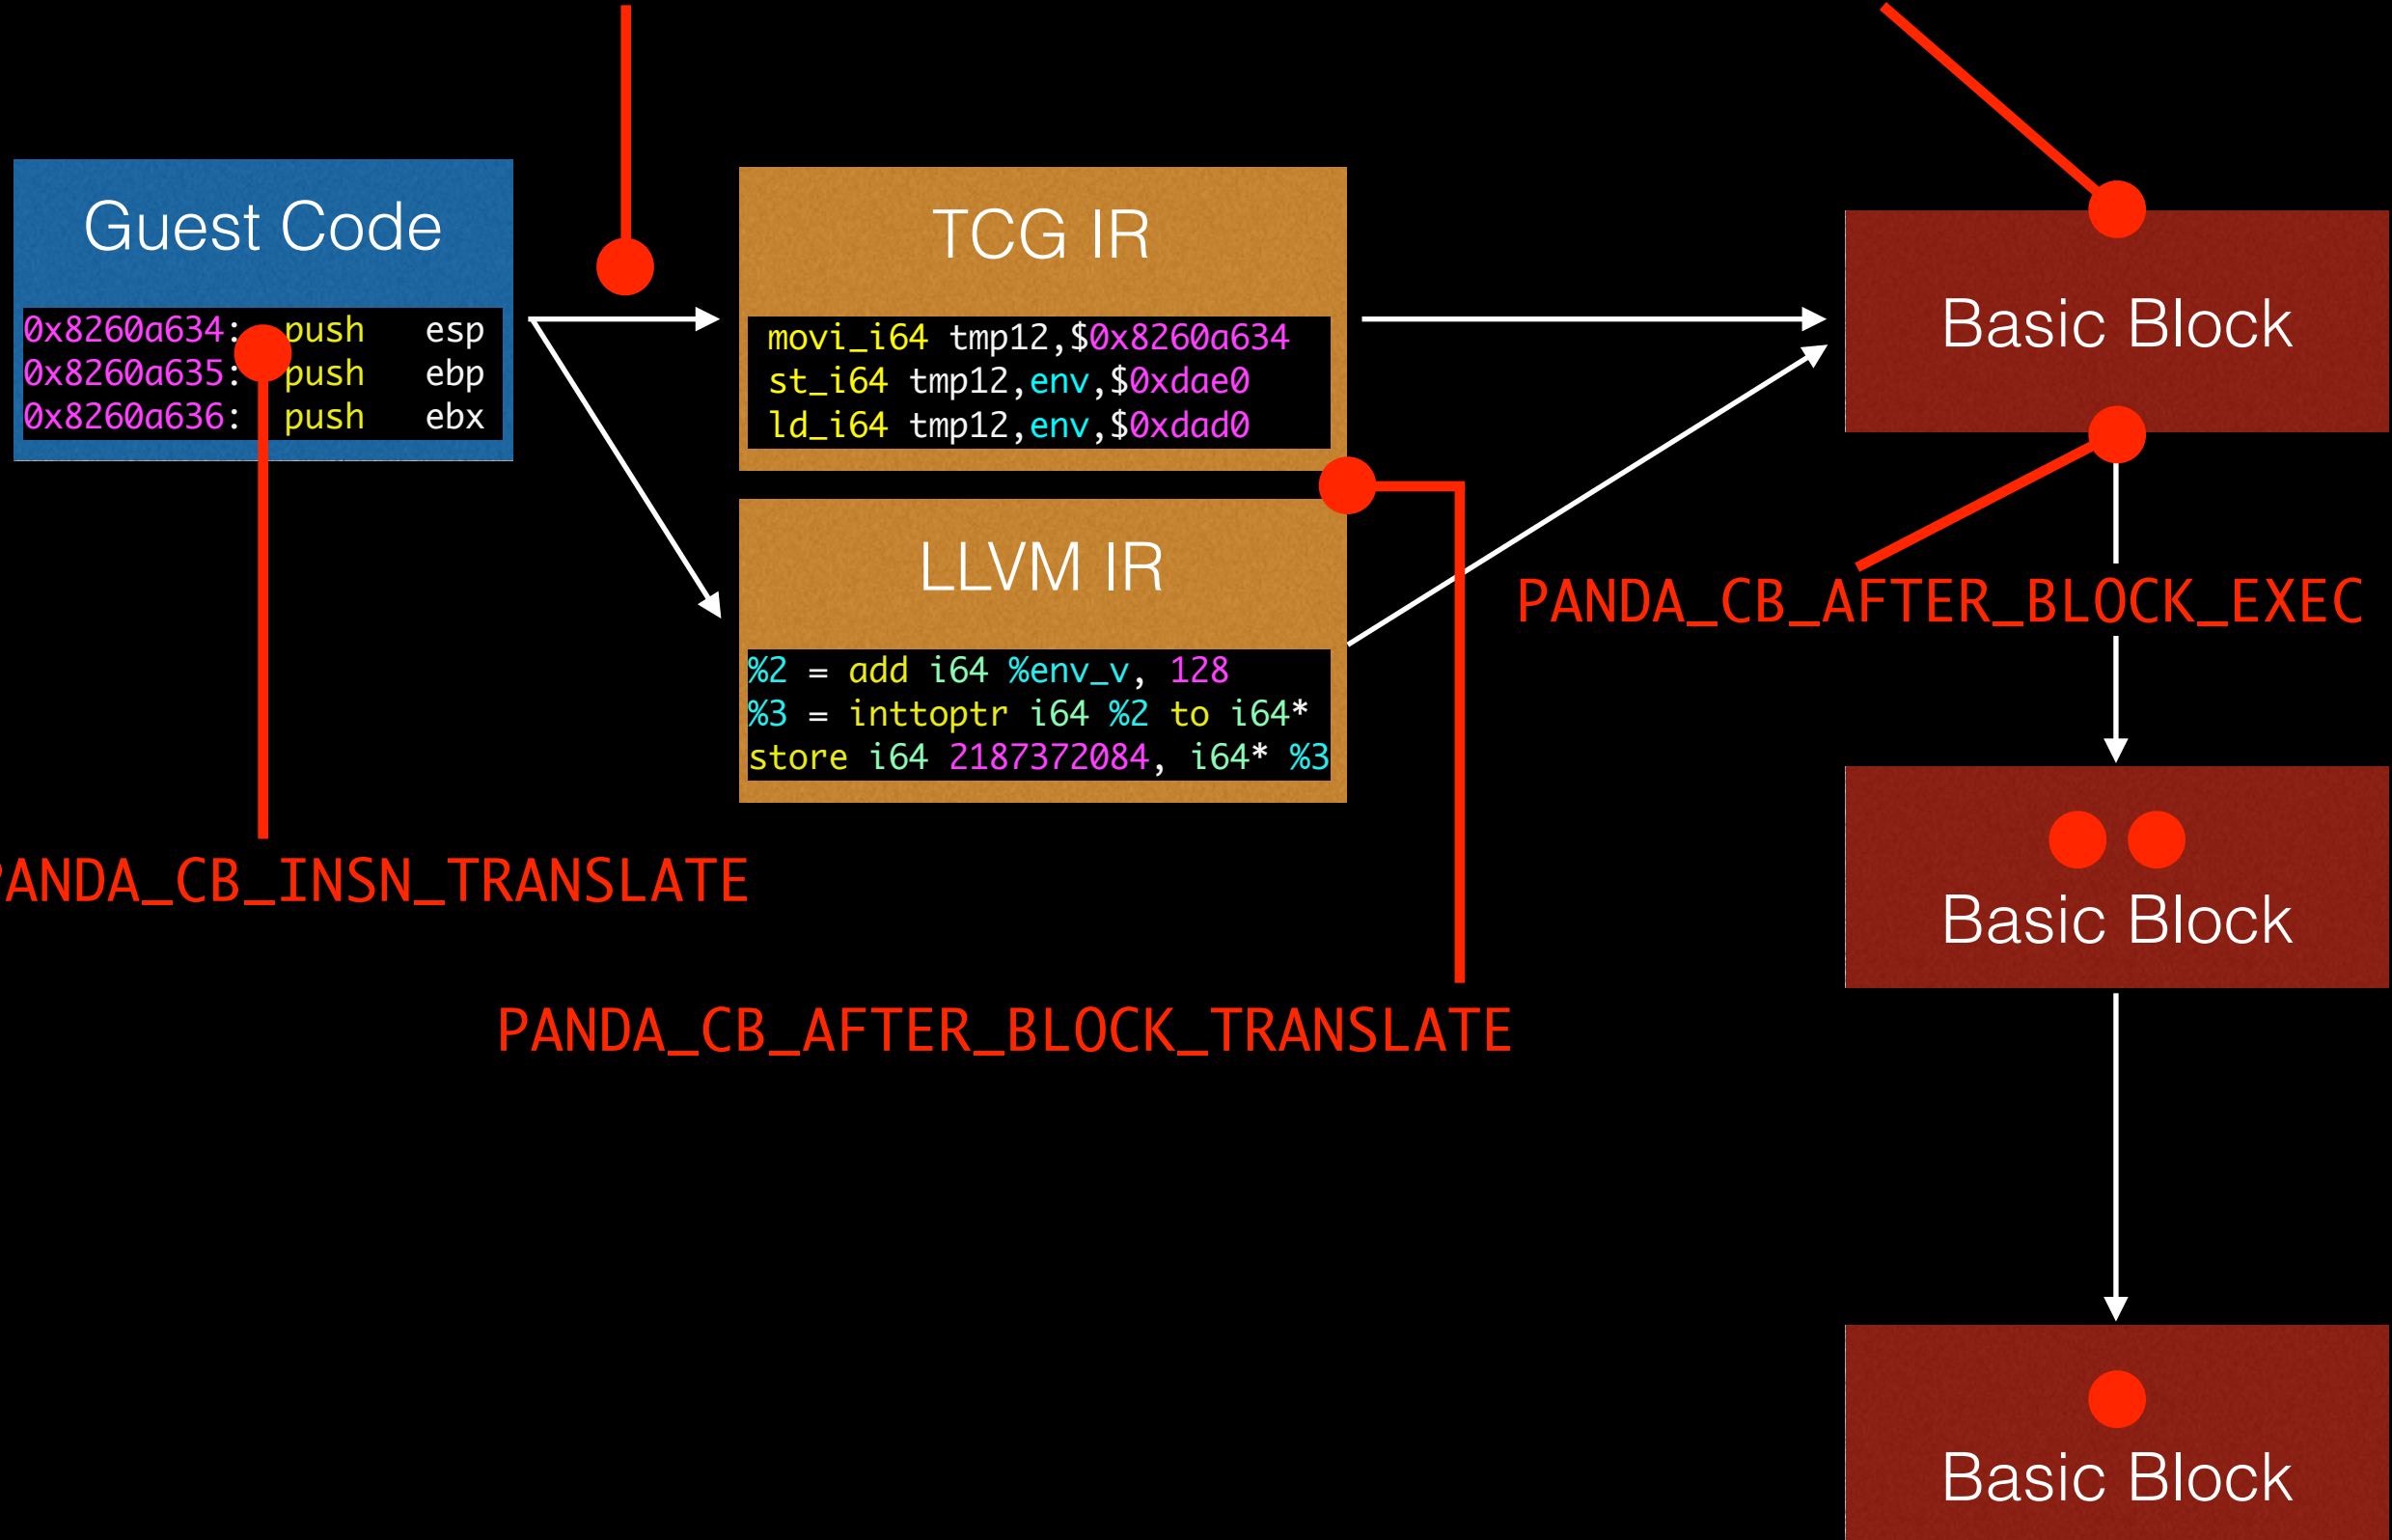 Guest Code
0x8260a634: push esp
0x8260a635: push ebp
0x8260a636: push ebx
TCG IR
movi_i64 tmp12,$0x8260a634
st_i64 tmp12,env,$0xdae0
ld_i64 tmp12,env,$0xdad0
LLVM IR
%2 = add i64 %env_v, 128
%3 = inttoptr i64 %2 to i64*
store i64 2187372084, i64* %3
Basic Block
PANDA_CB_AFTER_BLOCK_EXEC
Basic Block
PANDA_CB_INSN_TRANSLATE
PANDA_CB_AFTER_BLOCK_TRANSLATE
Basic Block